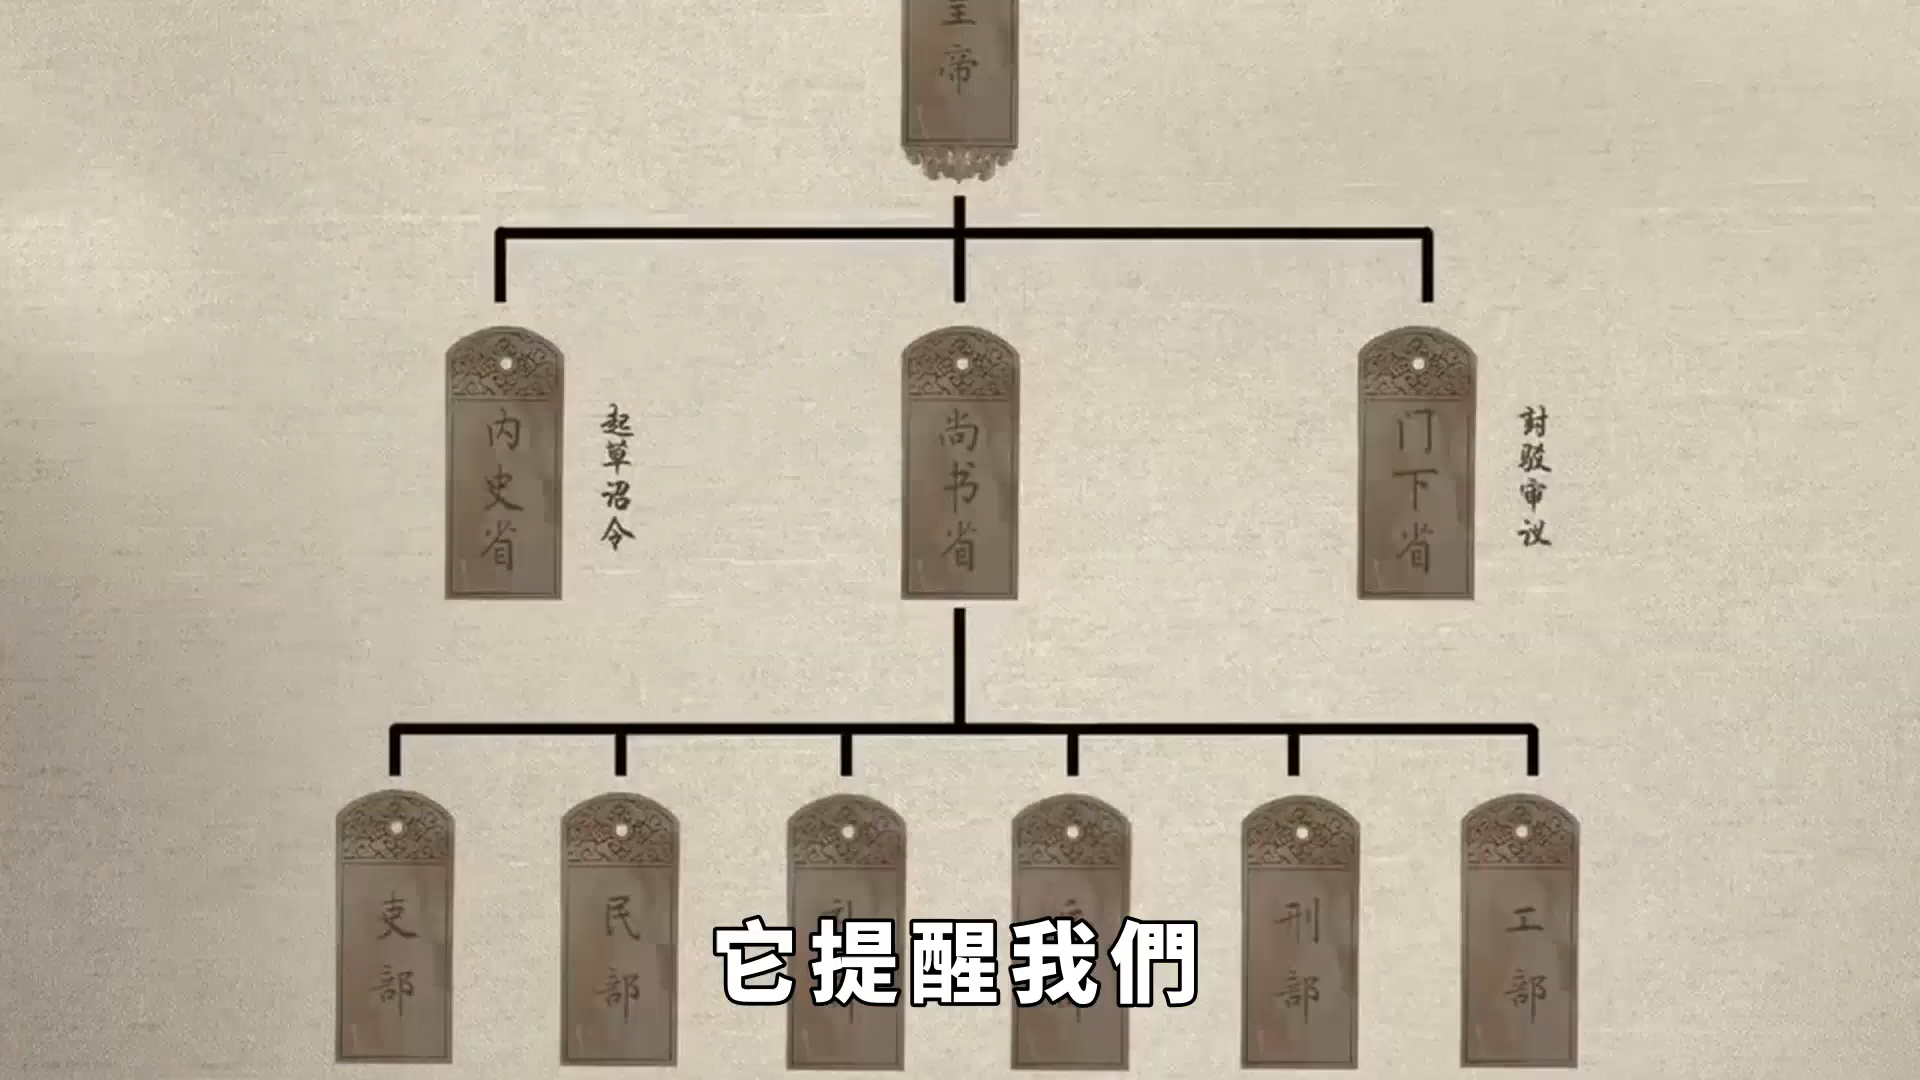 皇帝
内史省
起草诏令
尚书省
门下省
封驳审议
吏部
民部
刑部
工部
它提醒我們